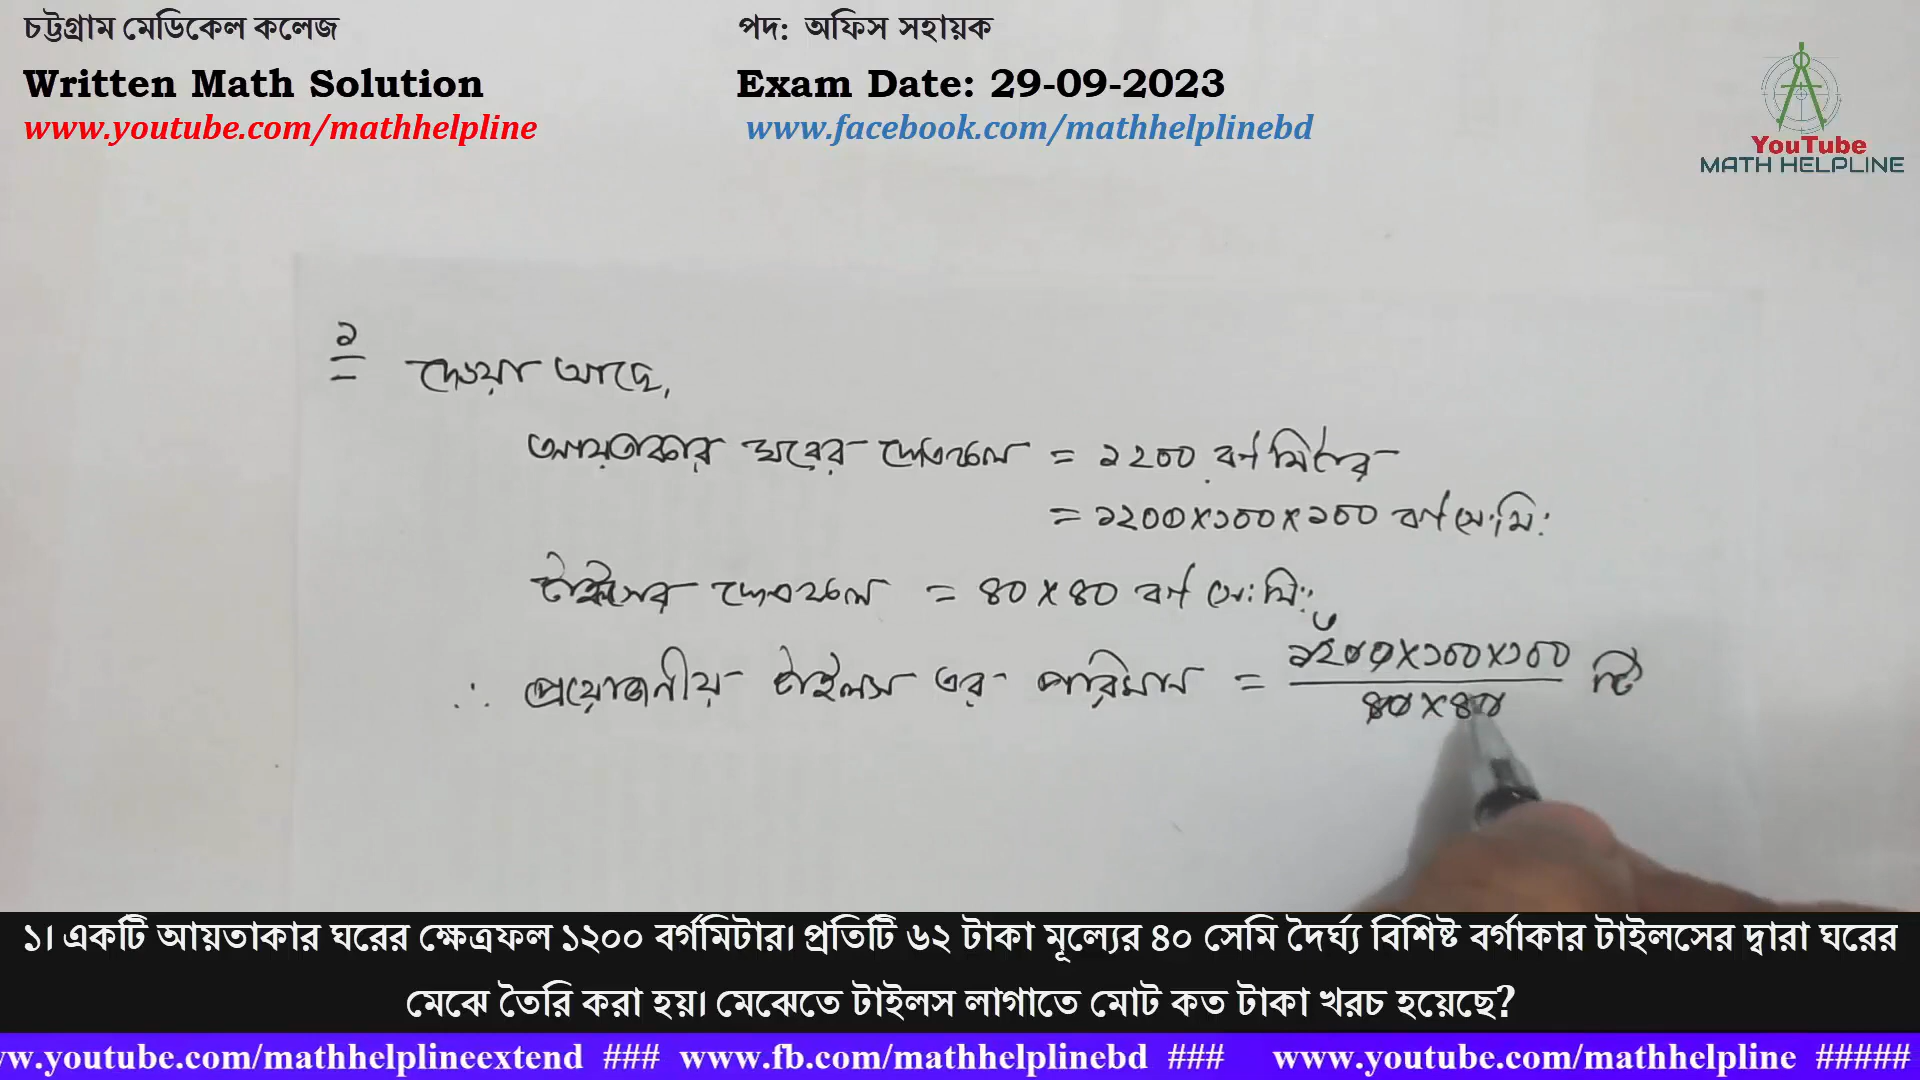 চট্টগ্রাম মেডিকেল কলেজ
পদ: অফিস সহায়ক
Written Math Solution
Exam Date: 29-09-2023
www.youtube.com/mathhelpline
www.facebook.com/mathhelplinebd
YouTube
MATH HELPLINE
১
দেওয়া আছে,
আয়তাকার ঘরের ক্ষেত্রফল = ১২০০ বর্গ মিটার
= ১২০০×১০০×১০০ বর্গ সে:মি:
টাইলসের ক্ষেত্রফল = ৪০×৪০ বর্গ সে:মি:
৩
∴ প্রয়োজনীয় টাইলস এর পরিমান = ১২০০×১০০×১০০ টি
৪০×৪০
১। একটি আয়তাকার ঘরের ক্ষেত্রফল ১২০০ বর্গমিটার। প্রতিটি ৬২ টাকা মূল্যের ৪০ সেমি দৈর্ঘ্য বিশিষ্ট বর্গাকার টাইলসের দ্বারা ঘরের
মেঝে তৈরি করা হয়। মেঝেতে টাইলস লাগাতে মোট কত টাকা খরচ হয়েছে?
ww.youtube.com/mathhelplineextend ### www.fb.com/mathhelplinebd ### www.youtube.com/mathhelpline #####